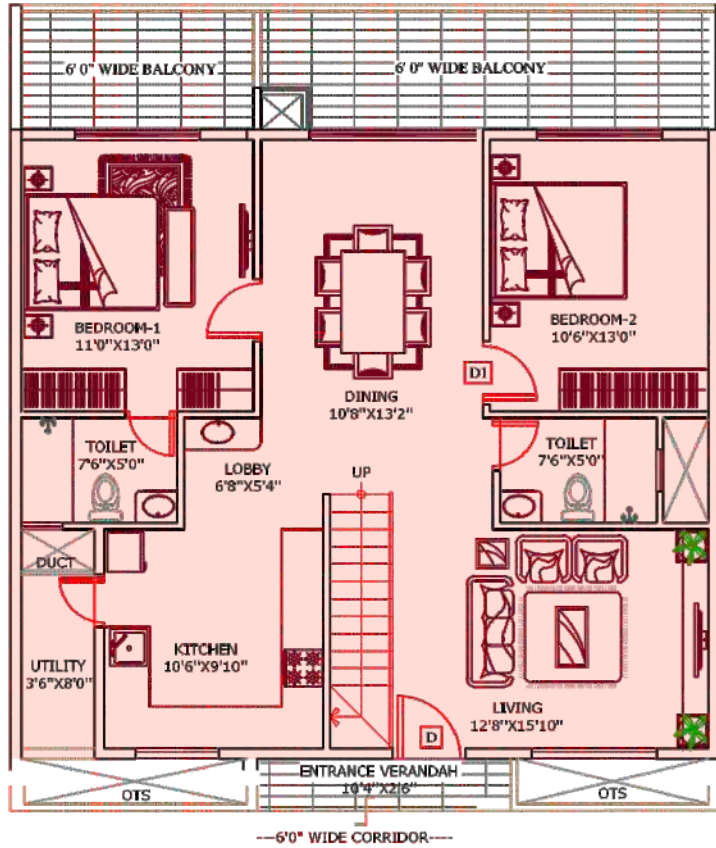 6'0" WIDE BALCONY
6'0" WIDE BALCONY
BEDROOM-1
11'0"X13'0"
BEDROOM-2
10'6"X13'0"
D1
DINING
10'8"X13'2"
TOILET
7'6"X5'0"
LOBBY
6'8"X5'4"
UP
TOILET
7'6"X5'0"
DUCT
UTILITY
3'6"X8'0"
KITCHEN
10'6"X9'10"
LIVING
12'8"X15'10"
D
ENTRANCE VERANDAH
10'4"X2'6"
OTS
OTS
---6'0" WIDE CORRIDOR----